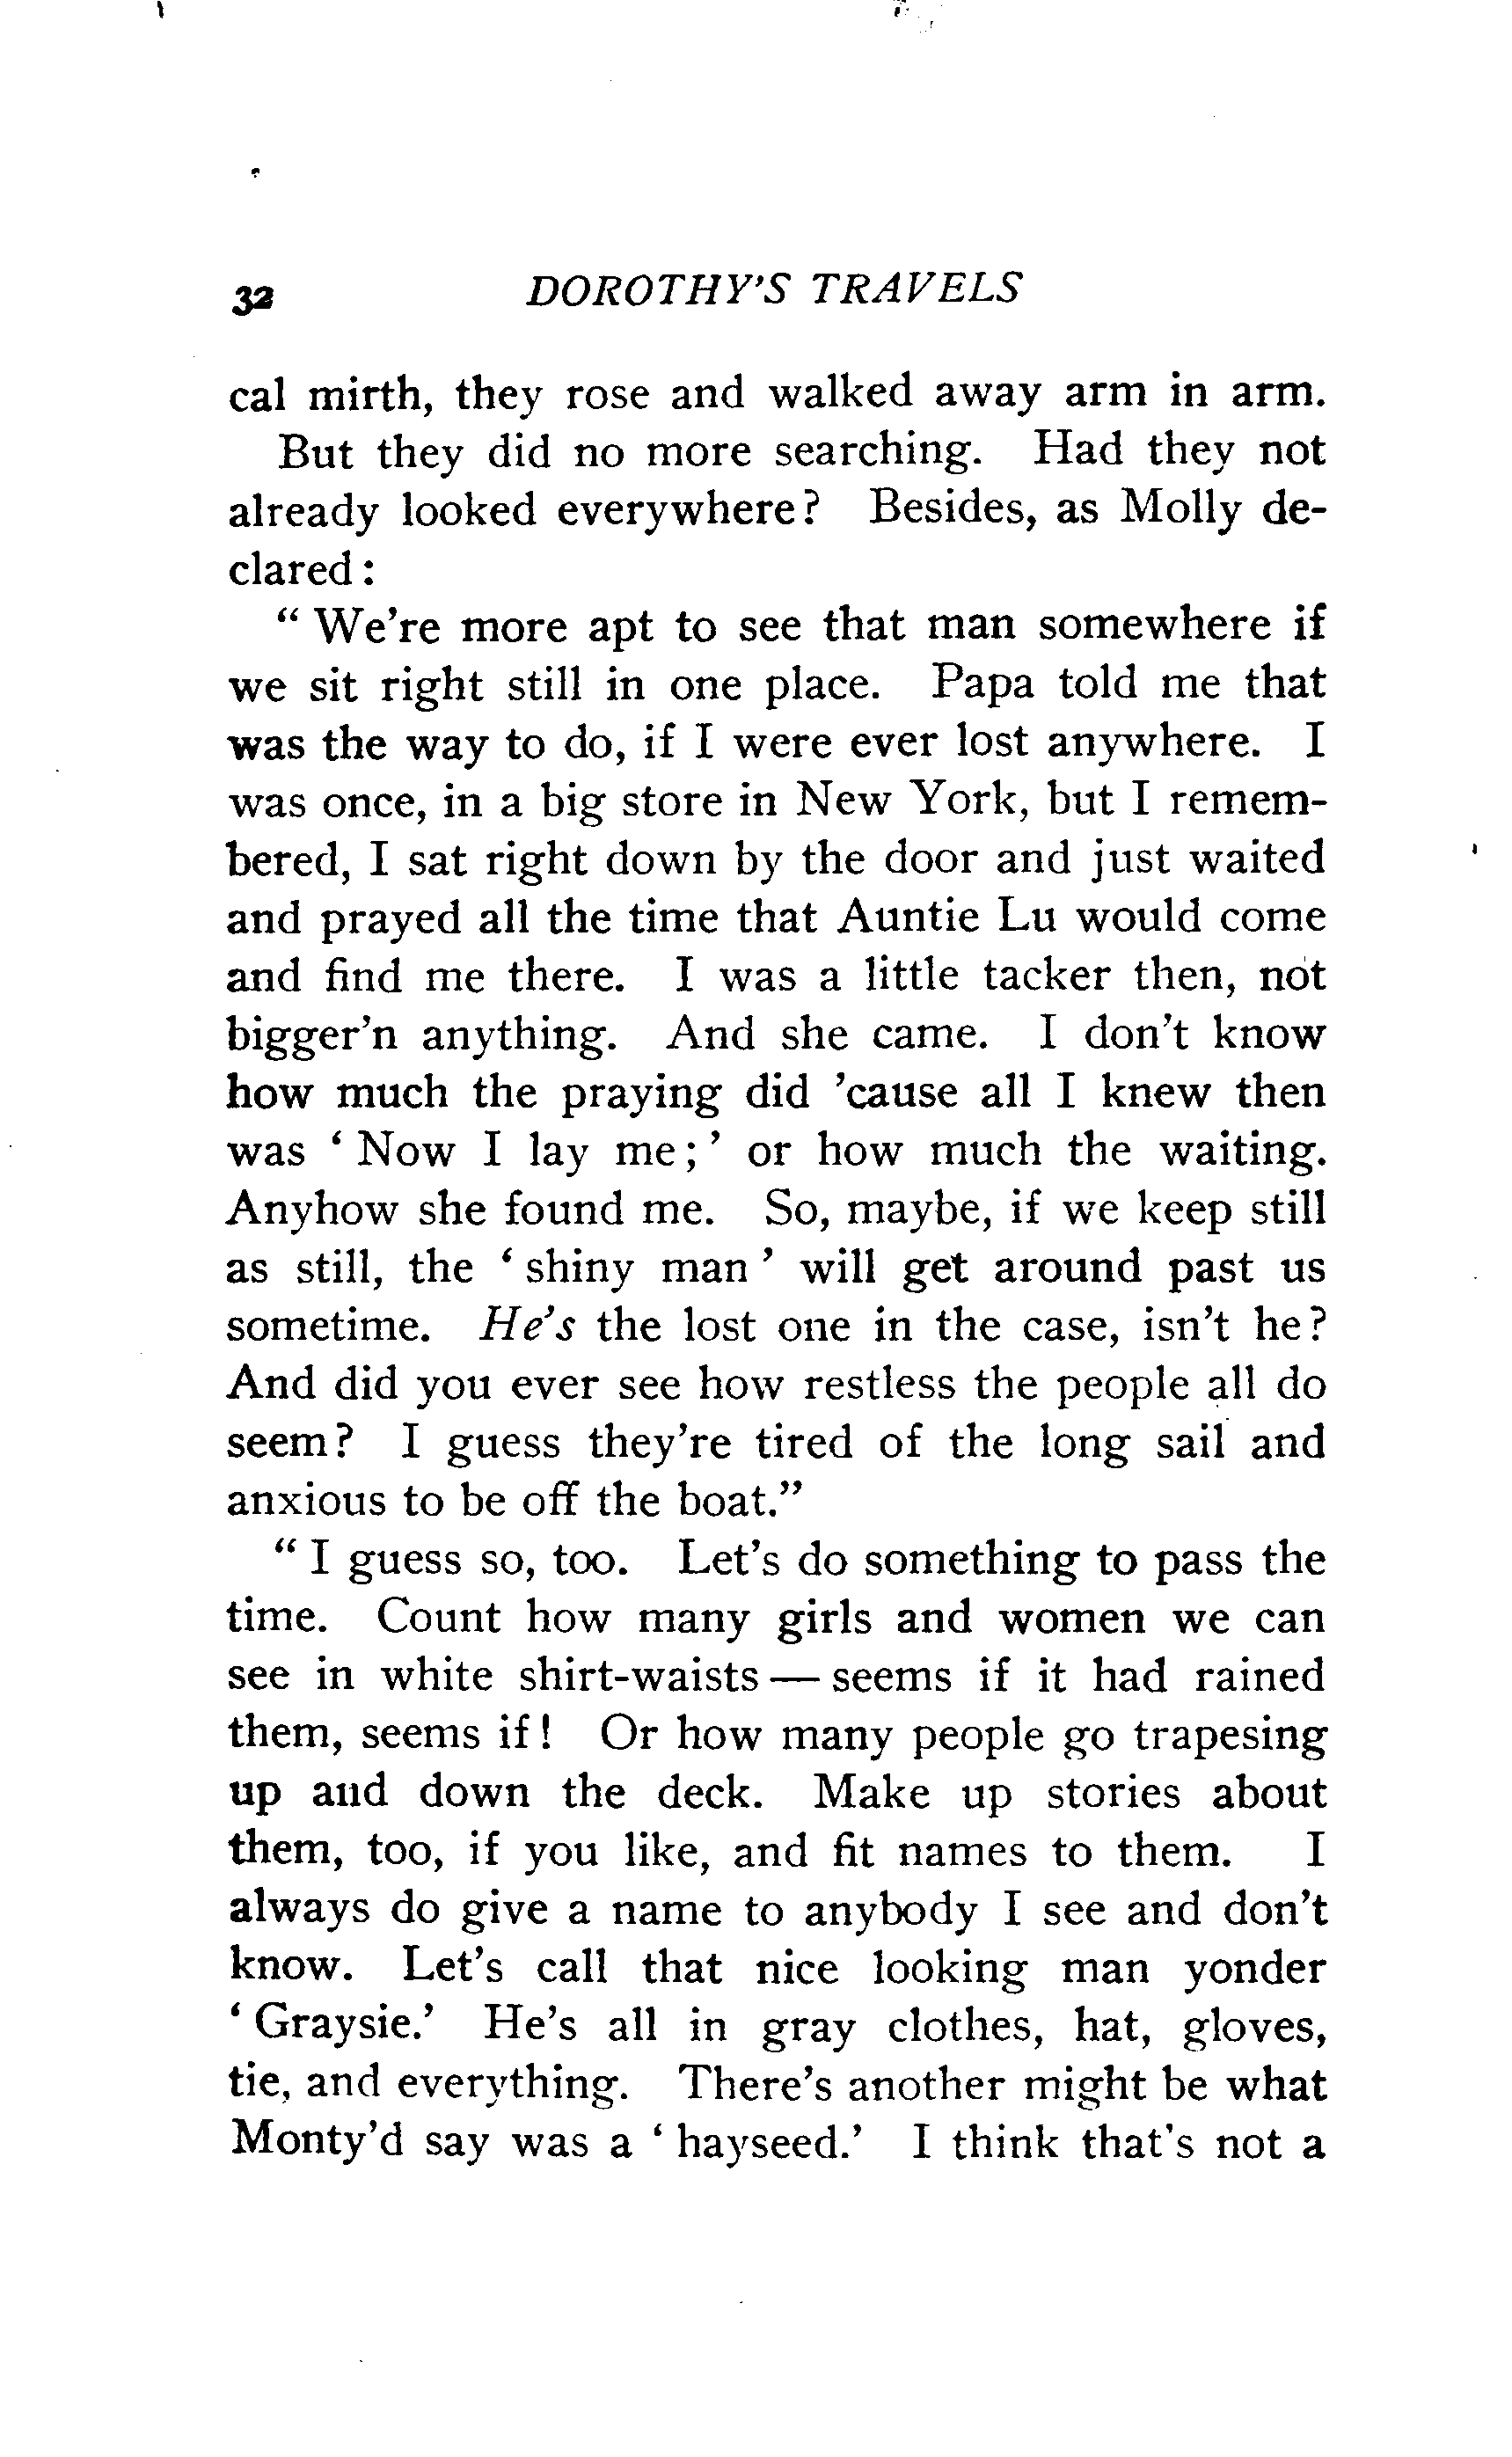 32 DOROTHY'S TRAVELS
cal mirth, they rose and walked away arm in arm.
But they did no more searching. Had they not
already looked everywhere? Besides, as Molly de-
clared:
" We're more apt to see that man somewhere if
we sit right still in one place. Papa told me that
was the way to do, if I were ever lost anywhere. I
was once, in a big store in New York, but I remem-
bered, I sat right down by the door and just waited
and prayed all the time that Auntie Lu would come
and find me there. I was a little tacker then, not
bigger'n anything. And she came. I don't know
how much the praying did 'cause all I knew then
was ' Now I lay me;' or how much the waiting.
Anyhow she found me. So, maybe, if we keep still
as still, the ' shiny man ' will get around past us
sometime. He's the lost one in the case, isn't he?
And did you ever see how restless the people all do
seem? I guess they're tired of the long sail and
anxious to be off the boat."
" I guess so, too. Let's do something to pass the
time. Count how many girls and women we can
see in white shirt-waists — seems if it had rained
them, seems if! Or how many people go trapesing
up and down the deck. Make up stories about
them, too, if you like, and fit names to them. I
always do give a name to anybody I see and don't
know. Let's call that nice looking man yonder
' Graysie.' He's all in gray clothes, hat, gloves,
tie, and everything. There's another might be what
Monty'd say was a ' hayseed.' I think that's not a